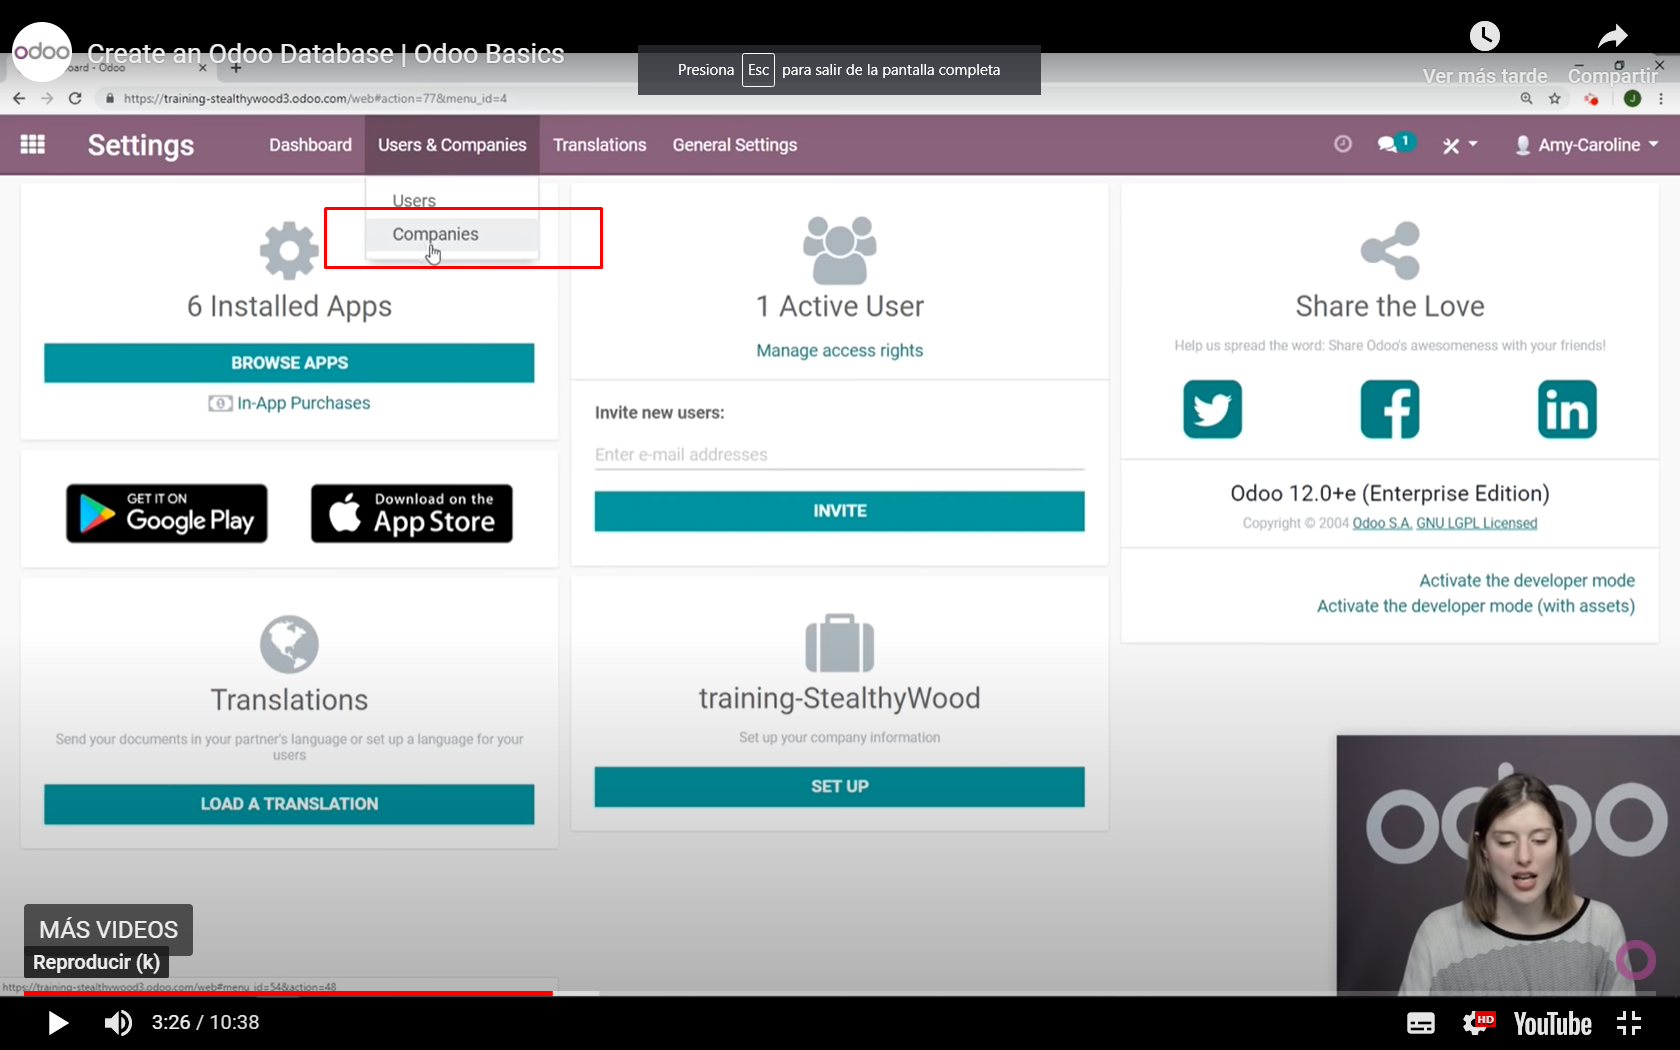 odoo
Create an Odoo Database | Odoo Basics
Presiona Esc para salir de la pantalla completa
Ver más tarde
Compartir
oard - Odoo
https://training-stealthywood3.odoo.com/web#action=77&menu_id=4
J
Settings
Dashboard
Users & Companies
Translations
General Settings
1
Amy-Caroline
Users
Companies
6 Installed Apps
BROWSE APPS
In-App Purchases
GET IT ON
Google Play
Download on the
App Store
Translations
Send your documents in your partner's language or set up a language for your
users
LOAD A TRANSLATION
1 Active User
Manage access rights
Invite new users:
Enter e-mail addresses
INVITE
training-StealthyWood
Set up your company information
SET UP
Share the Love
Help us spread the word: Share Odoo's awesomeness with your friends!
Odoo 12.0+e (Enterprise Edition)
Copyright © 2004 Odoo S.A. GNU LGPL Licensed
Activate the developer mode
Activate the developer mode (with assets)
odoo
MÁS VIDEOS
Reproducir (k)
https://training-stealthywood3.odoo.com/web#menu_id=54&action=48
3:26 / 10:38
HD
YouTube